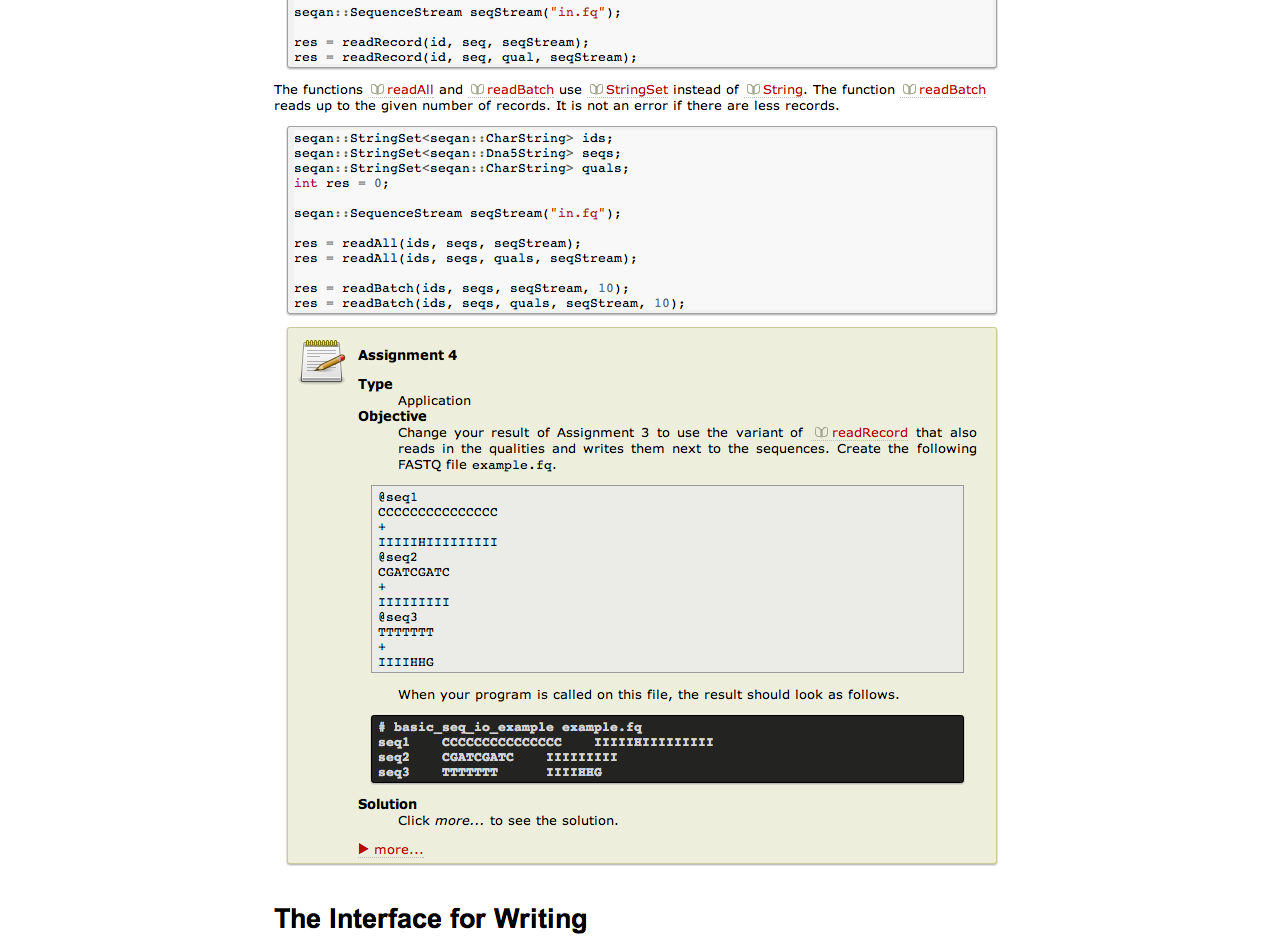 seqan::SequenceStream seqStream("in.fq");
res = readRecord(id, seq, seqStream);
res = readRecord(id, seq, qual, seqStream);
The functions readAll and readBatch use StringSet instead of String. The function readBatch
reads up to the given number of records. It is not an error if there are less records.
seqan::StringSet<seqan::CharString> ids;
seqan::StringSet<seqan::Dna5String> seqs;
seqan::StringSet<seqan::CharString> quals;
int res = 0;
seqan::SequenceStream seqStream("in.fq");
res = readAll(ids, seqs, seqStream);
res = readAll(ids, seqs, quals, seqStream);
res = readBatch(ids, seqs, seqStream, 10);
res = readBatch(ids, seqs, quals, seqStream, 10);
Assignment 4
Type
Application
Objective
Change your result of Assignment 3 to use the variant of readRecord that also
reads in the qualities and writes them next to the sequences. Create the following
FASTQ file example.fq.
@seq1
CCCCCCCCCCCCCCC
+
IIIIIHIIIIIIIII
@seq2
CGATCGATC
+
IIIIIIIII
@seq3
TTTTTTT
+
IIIIHHG
When your program is called on this file, the result should look as follows.
# basic_seq_io_example example.fq
seq1    CCCCCCCCCCCCCCC    IIIIIHIIIIIIIII
seq2    CGATCGATC    IIIIIIIII
seq3    TTTTTTT      IIIIHHG
Solution
Click more... to see the solution.
more...
The Interface for Writing